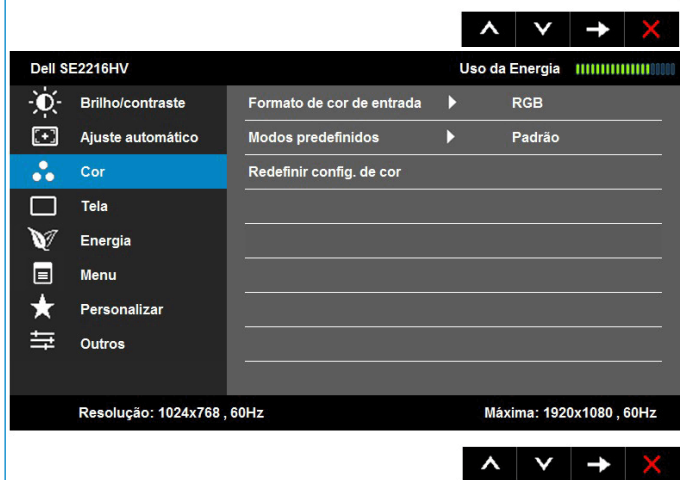 Dell SE2216HV Uso da Energia
Brilho/contraste Formato de cor de entrada RGB
Ajuste automático Modos predefinidos Padrão
Cor Redefinir config. de cor
Tela
Energia
Menu
Personalizar
Outros
Resolução: 1024x768 , 60Hz Máxima: 1920x1080 , 60Hz